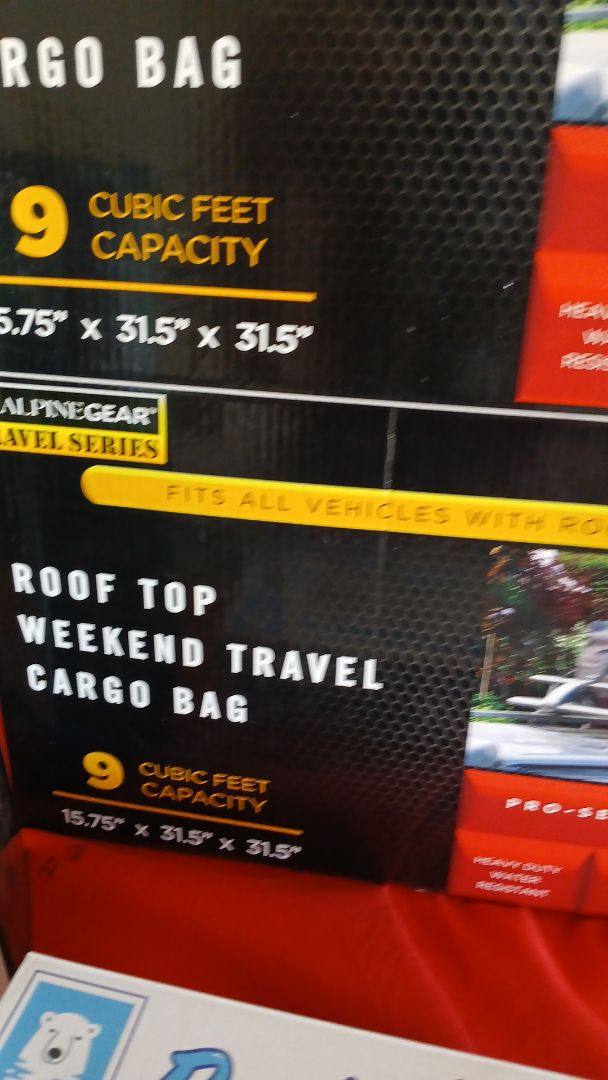 RGO BAG
9 CUBIC FEET
CAPACITY
5.75” x 31.5” x 31.5”
ALPINEGEAR
AVEL SERIES
FITS ALL VEHICLES WITH
ROOF TOP
WEEKEND TRAVEL
CARGO BAG
9 CUBIC FEET
CAPACITY
15.75” x 31.5” x 31.5”
PRO-SE
HEAVY DUTY
WATER
RESISTANT